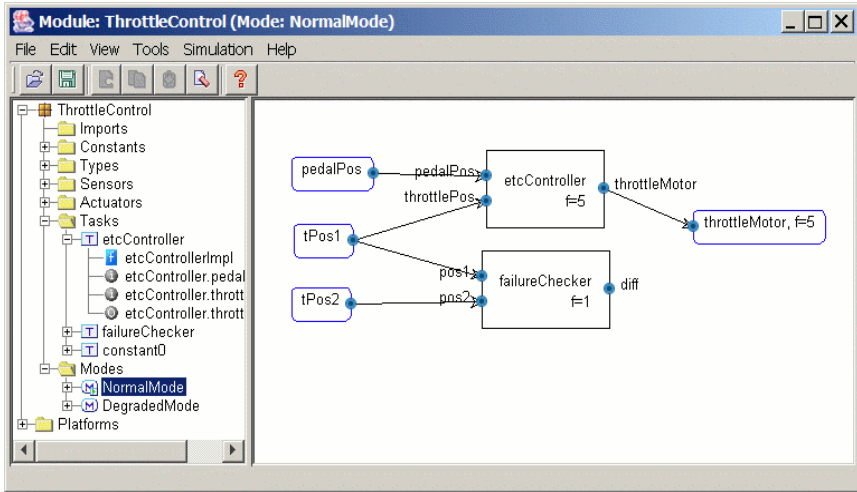 Module: ThrottleControl (Mode: NormalMode)
File Edit View Tools Simulation Help
ThrottleControl
Imports
Constants
Types
Sensors
Actuators
Tasks
etcController
f etcControllerImpl
i etcController.pedal
i etcController.thrott
o etcController.thrott
T failureChecker
T constant0
Modes
M NormalMode
M DegradedMode
Platforms
pedalPos
tPos1
tPos2
pedalPos
throttlePos
etcController
f=5
throttleMotor
throttleMotor, f=5
pos1
pos2
failureChecker
f=1
diff